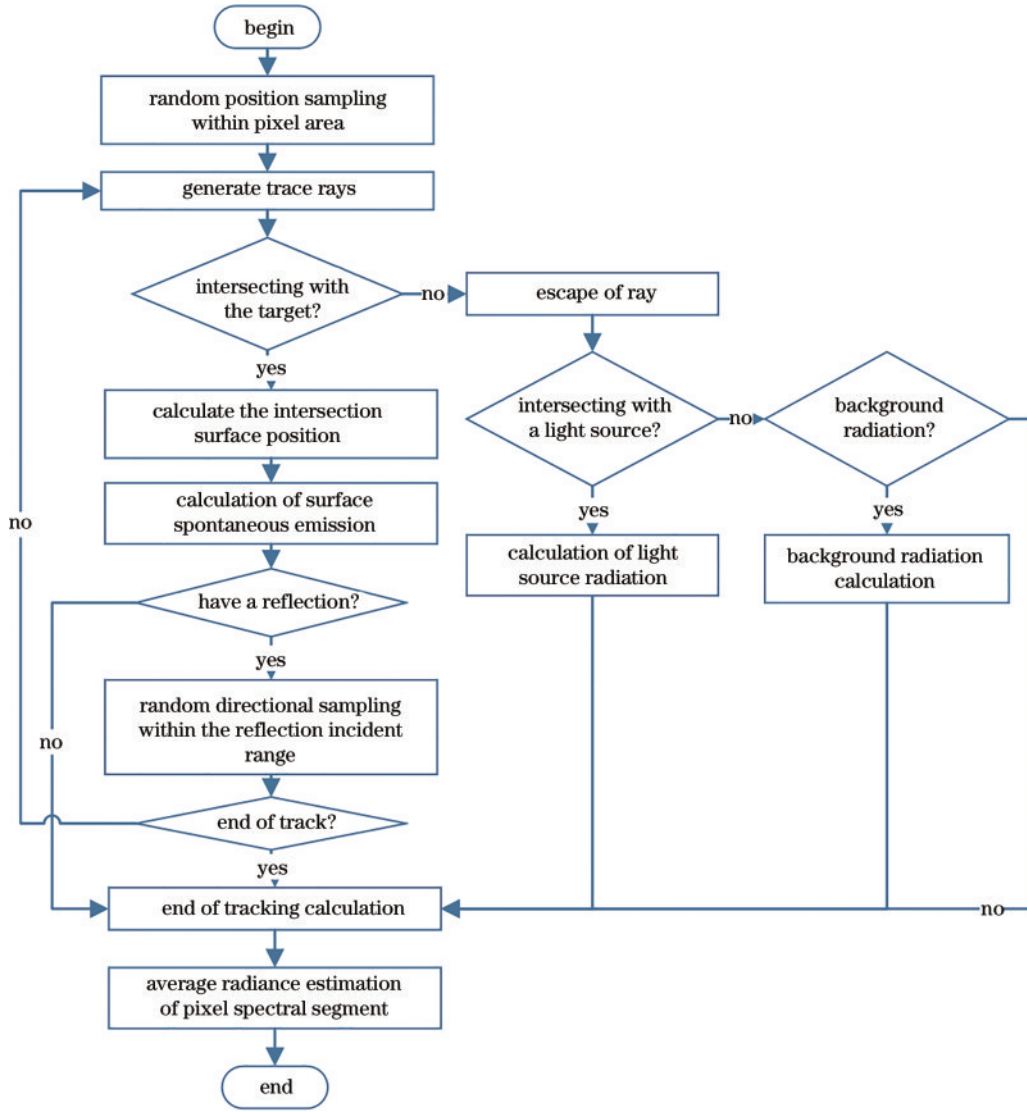 begin
random position sampling
within pixel area
generate trace rays
intersecting with
the target?
no
escape of ray
yes
intersecting with
a light source?
no
background
radiation?
calculate the intersection
surface position
calculation of surface
spontaneous emission
no
yes
yes
calculation of light
source radiation
background radiation
calculation
have a reflection?
yes
random directional sampling
within the reflection incident
range
no
end of track?
yes
end of tracking calculation
no
average radiance estimation
of pixel spectral segment
end